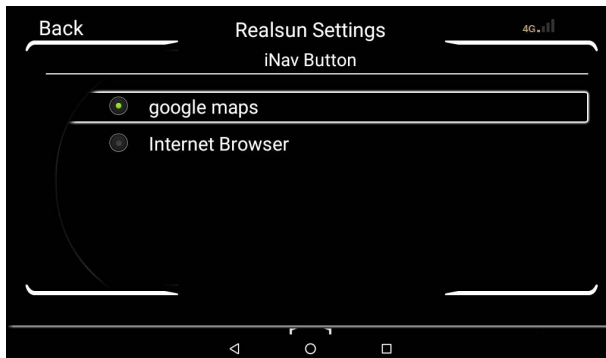 Back
Realsun Settings
4G
iNav Button
google maps
Internet Browser